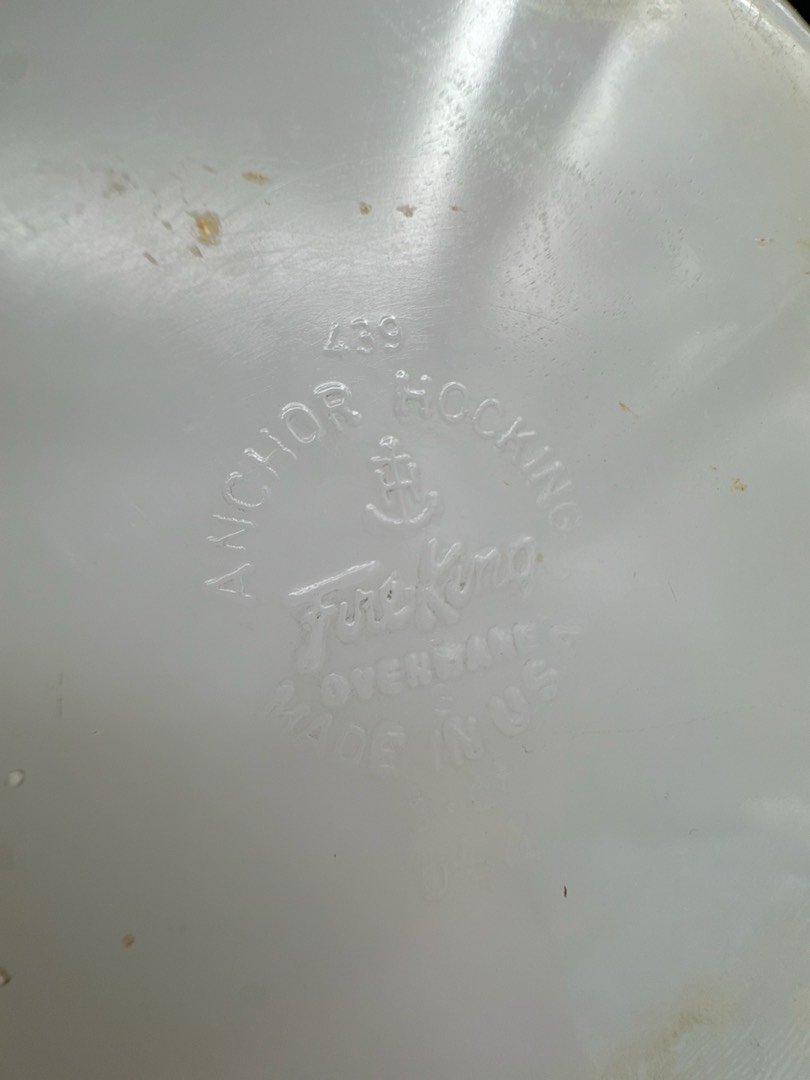 439
ANCHOR HOCKING
Fire King
OVENWARE
MADE IN USA